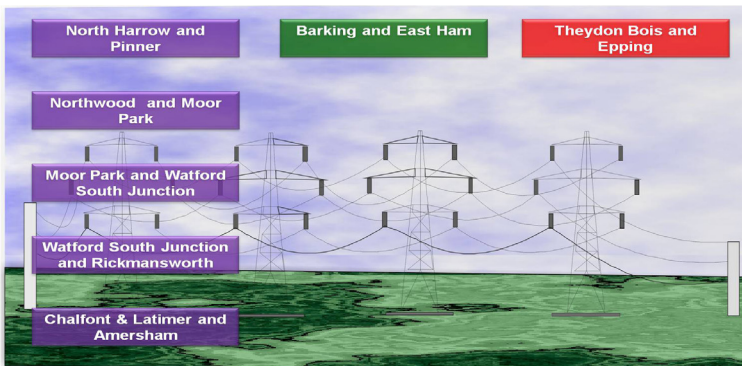 North Harrow and
Pinner
Barking and East Ham
Theydon Bois and
Epping
Northwood and Moor
Park
Moor Park and Watford
South Junction
Watford South Junction
and Rickmansworth
Chalfont & Latimer and
Amersham